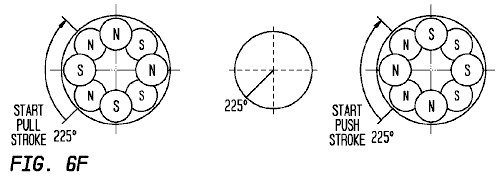 N
N S
S N
N S
S
START
PULL
STROKE 225°
225°
S
N S
N S
N S
N
START
PUSH
STROKE 225°
FIG. 6F